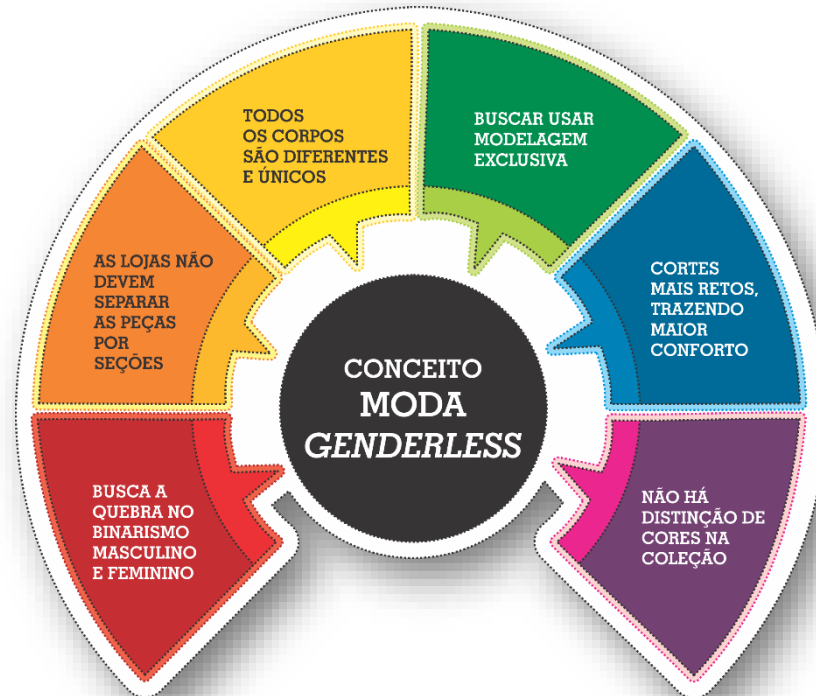 TODOS
OS CORPOS
SÃO DIFERENTES
E ÚNICOS
BUSCAR USAR
MODELAGEM
EXCLUSIVA
AS LOJAS NÃO
DEVEM
SEPARAR
AS PEÇAS
POR
SEÇÕES
CORTES
MAIS RETOS,
TRAZENDO
MAIOR
CONFORTO
CONCEITO
MODA
GENDERLESS
BUSCA A
QUEBRA NO
BINARISMO
MASCULINO
E FEMININO
NÃO HÁ
DISTINÇÃO DE
CORES NA
COLEÇÃO